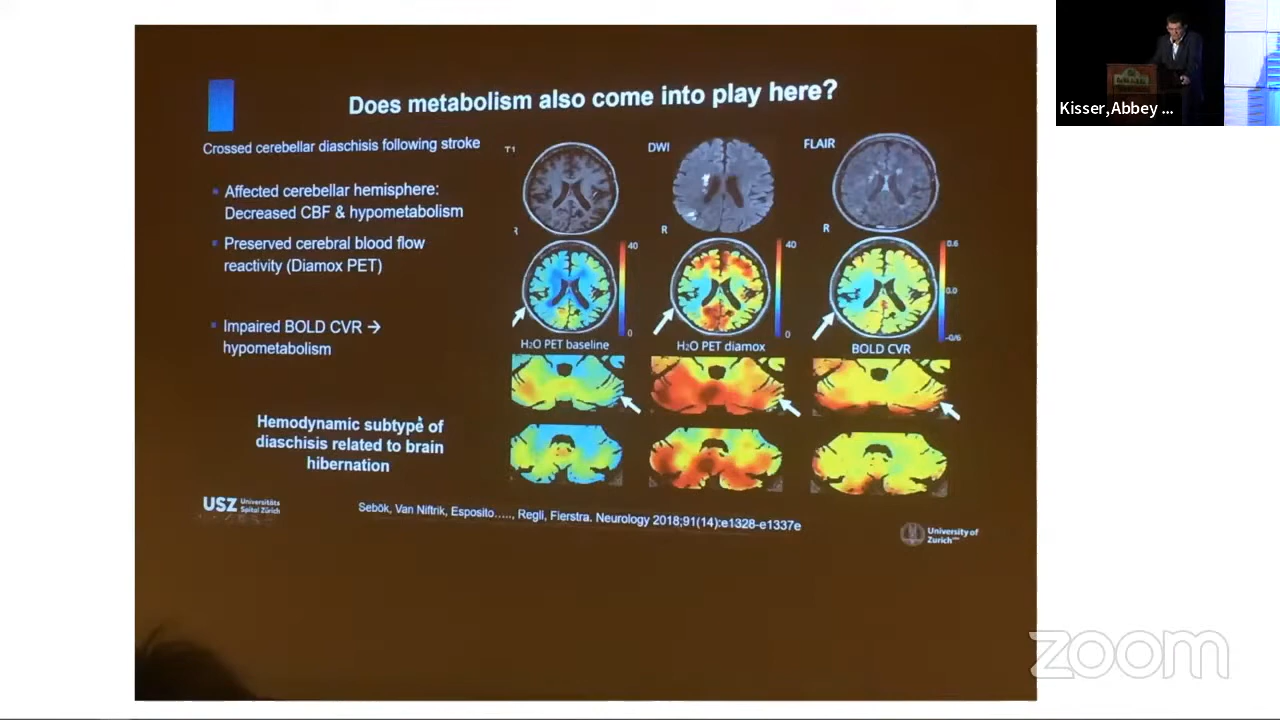 Does metabolism also come into play here?
Crossed cerebellar diaschisis following stroke
Affected cerebellar hemisphere:
Decreased CBF & hypometabolism
Preserved cerebral blood flow
reactivity (Diamox PET)
Impaired BOLD CVR →
hypometabolism
Hemodynamic subtype of
diaschisis related to brain
hibernation
T1
DWI
FLAIR
R
R
40
40
0.6
0.0
-0/6
0
0
H2O PET baseline
H2O PET diamox
BOLD CVR
Sebök, Van Niftrik, Esposito....., Regli, Fierstra. Neurology 2018;91(14):e1328-e1337e
USZ Universitäts
Spital Zürich
University of
Zurich
Kisser,Abbey ...
zoom